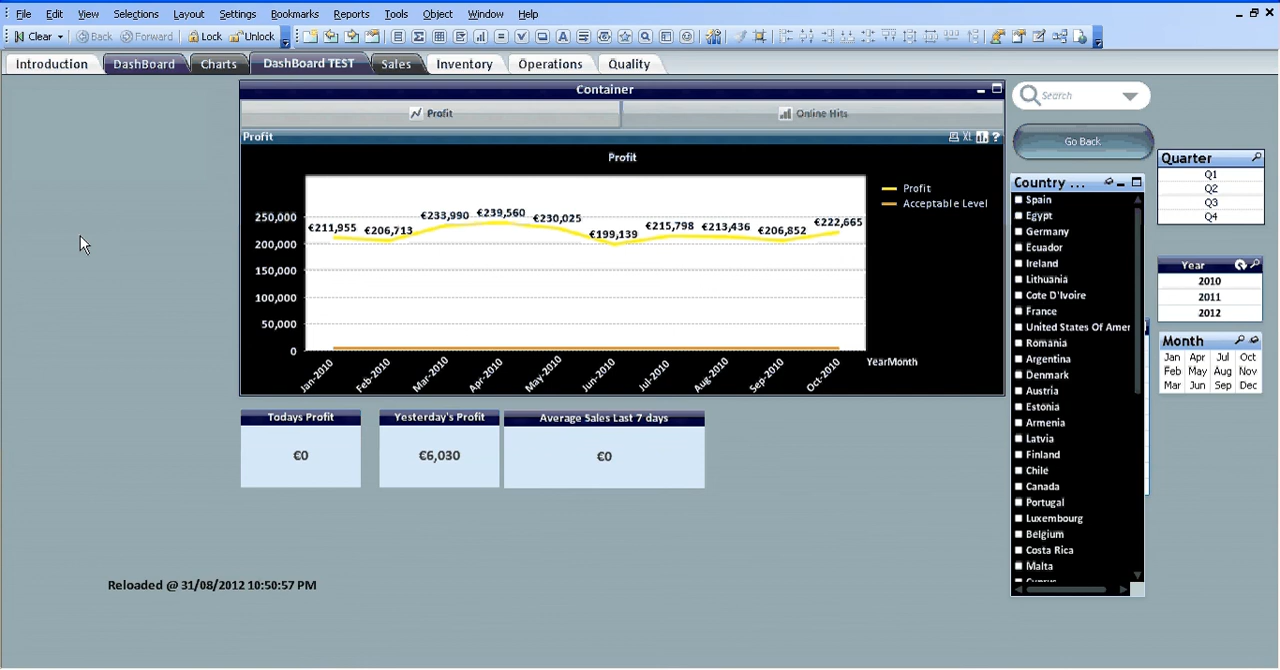 File Edit View Selections Layout Settings Bookmarks Reports Tools Object Window Help
Clear Back Forward Lock Unlock
Introduction DashBoard Charts DashBoard TEST Sales Inventory Operations Quality
Container
Profit Online Hits
Profit XL ?
Profit
Profit
Acceptable Level
250,000
200,000
150,000
100,000
50,000
0
€211,955 €206,713 €233,990 €239,560 €230,025 €199,139 €215,798 €213,436 €206,852 €222,665
Jan-2010 Feb-2010 Mar-2010 Apr-2010 May-2010 Jun-2010 Jul-2010 Aug-2010 Sep-2010 Oct-2010
YearMonth
Todays Profit
€0
Yesterday's Profit
€6,030
Average Sales Last 7 days
€0
Reloaded @ 31/08/2012 10:50:57 PM
Search
Go Back
Country ...
Spain
Egypt
Germany
Ecuador
Ireland
Lithuania
Cote D'Ivoire
France
United States Of Amer
Romania
Argentina
Denmark
Austria
Estonia
Armenia
Latvia
Finland
Chile
Canada
Portugal
Luxembourg
Belgium
Costa Rica
Malta
Quarter
Q1
Q2
Q3
Q4
Year
2010
2011
2012
Month
Jan Apr Jul Oct
Feb May Aug Nov
Mar Jun Sep Dec